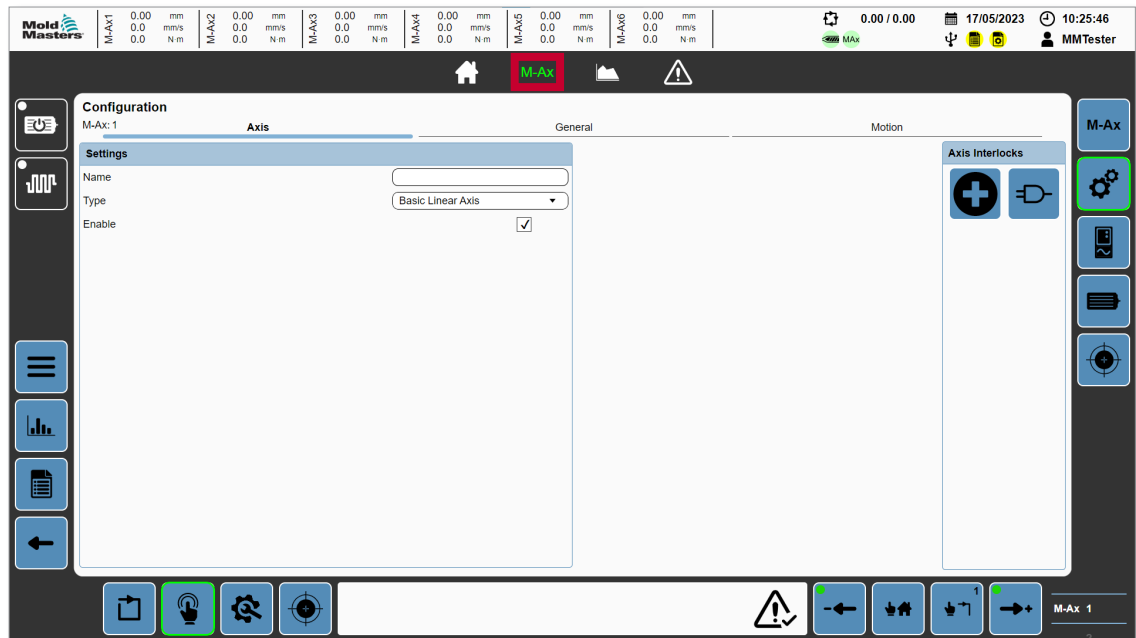 Mold
Masters
M-Ax1 0.00 mm
0.0 mm/s
0.0 N·m
M-Ax2 0.00 mm
0.0 mm/s
0.0 N·m
M-Ax3 0.00 mm
0.0 mm/s
0.0 N·m
M-Ax4 0.00 mm
0.0 mm/s
0.0 N·m
M-Ax5 0.00 mm
0.0 mm/s
0.0 N·m
M-Ax6 0.00 mm
0.0 mm/s
0.0 N·m
0.00 / 0.00
MAx
17/05/2023
10:25:46
MMTester
M-Ax
Configuration
M-Ax: 1
Axis
General
Motion
Settings
Name
Type
Basic Linear Axis
Enable
Axis Interlocks
M-Ax
1
M-Ax 1